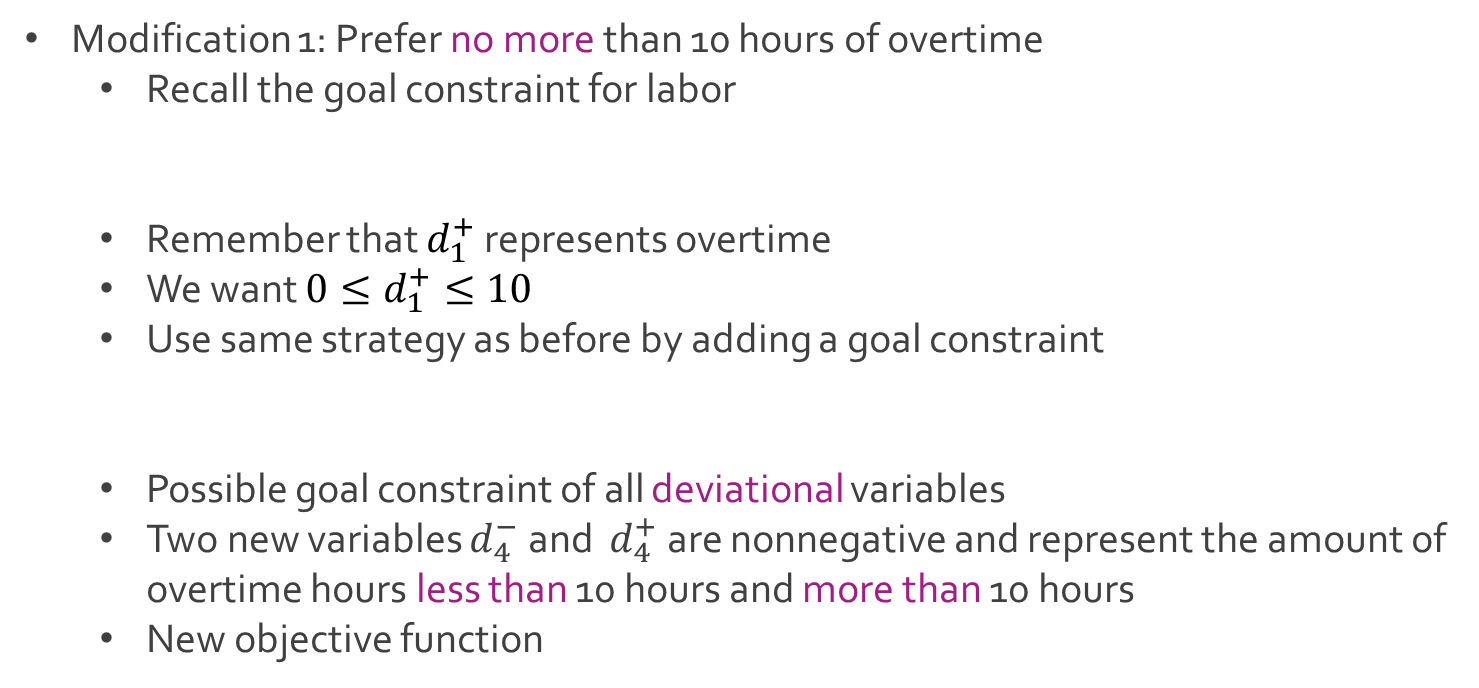 • Modification 1: Prefer no more than 10 hours of overtime
• Recall the goal constraint for labor
• Remember that d₁⁺ represents overtime
• We want 0 ≤ d₁⁺ ≤ 10
• Use same strategy as before by adding a goal constraint
• Possible goal constraint of all deviational variables
• Two new variables d₄⁻ and d₄⁺ are nonnegative and represent the amount of
overtime hours less than 10 hours and more than 10 hours
• New objective function